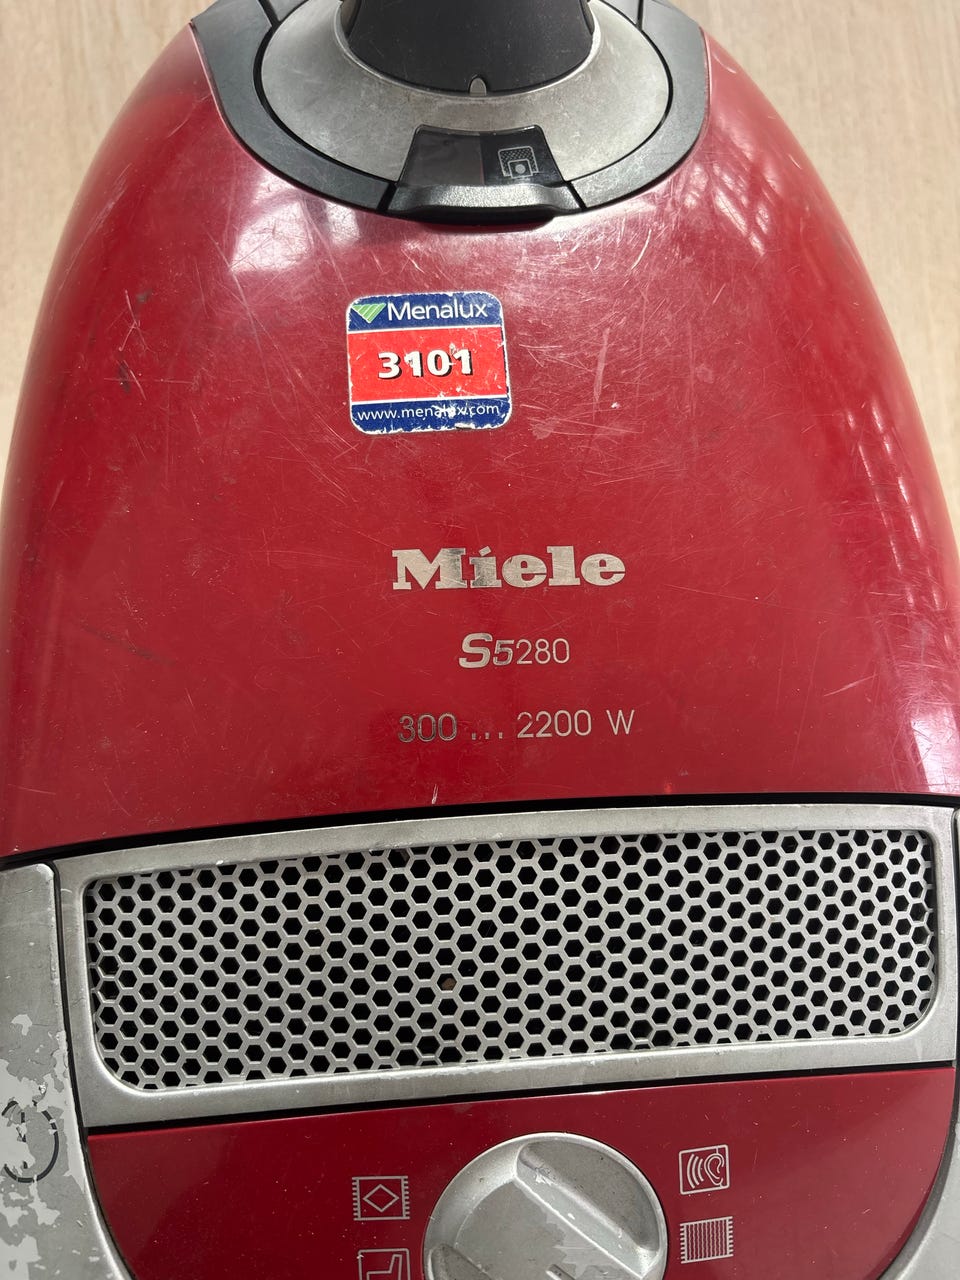 Menalux
3101
www.menalux.com
Miele
S5280
300 ... 2200 W